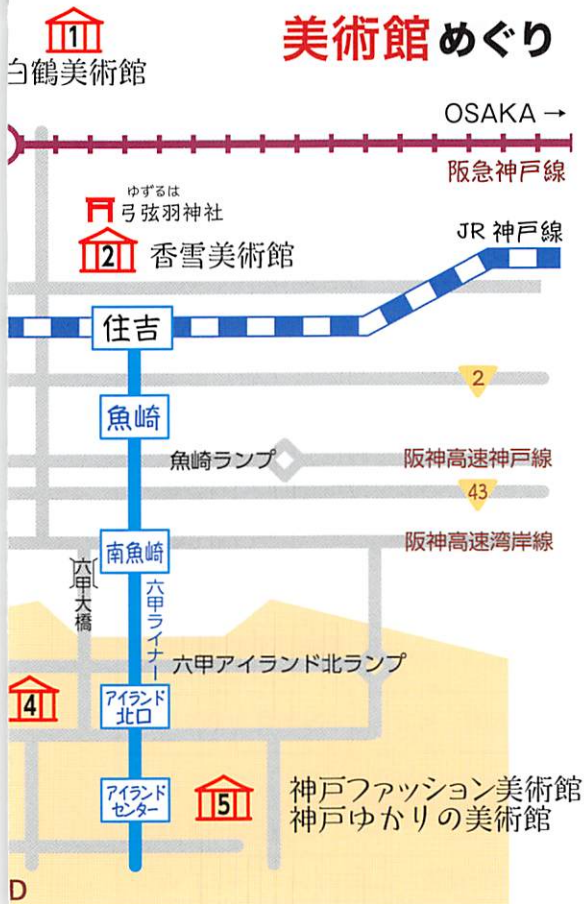 美術館めぐり
1
白鶴美術館
OSAKA →
阪急神戸線
ゆずるは
弓弦羽神社
JR 神戸線
2
香雪美術館
住吉
2
魚崎
魚崎ランプ
阪神高速神戸線
43
南魚崎
阪神高速湾岸線
六甲大橋
六甲ライナー
六甲アイランド北ランプ
4
アイランド
北口
アイランド
センター
5
神戸ファッション美術館
神戸ゆかりの美術館
D